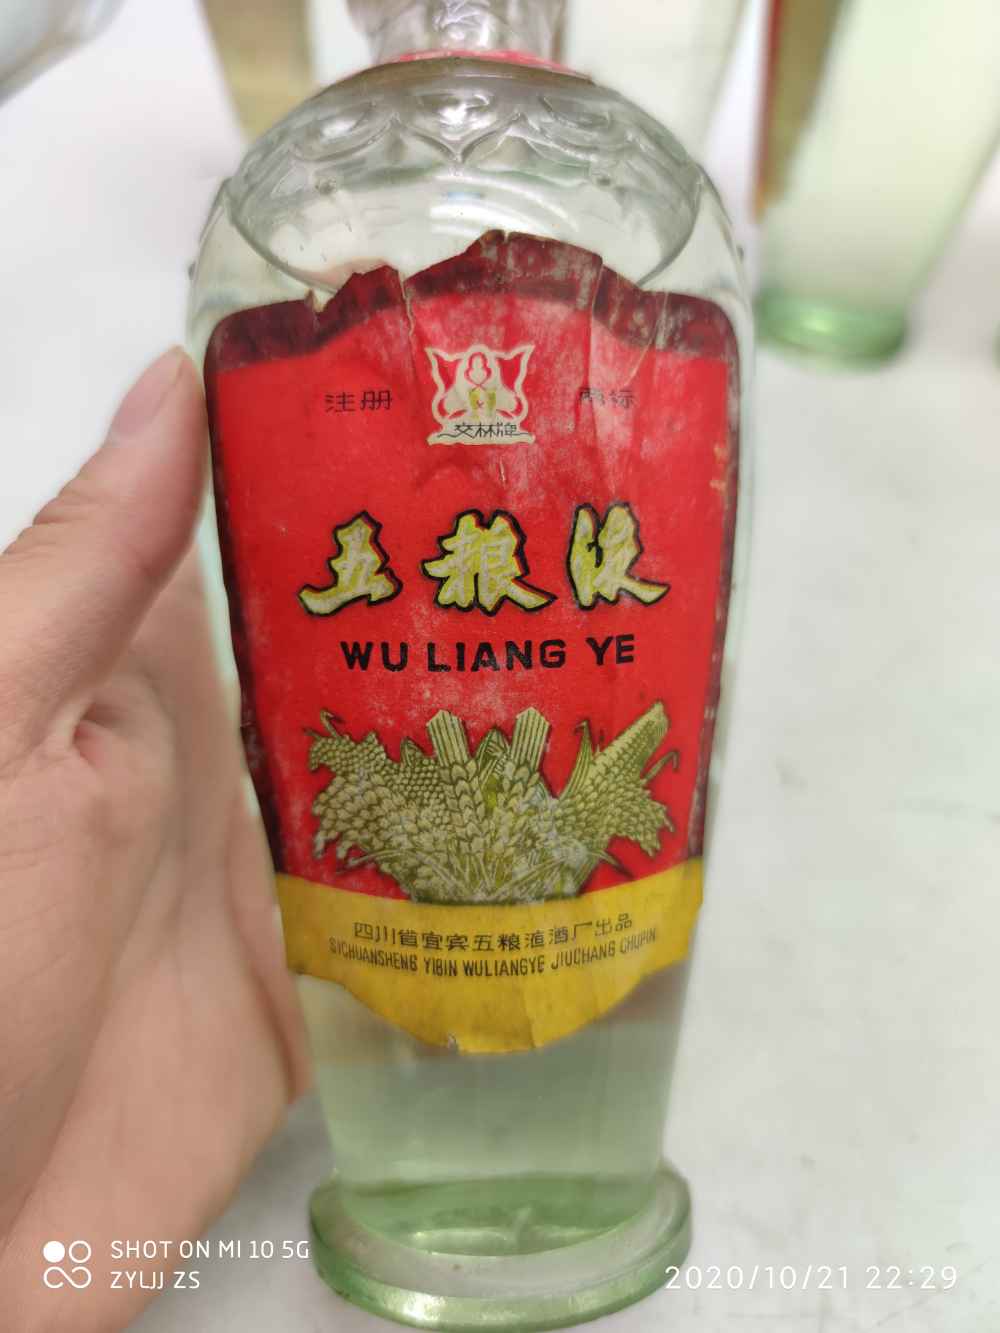 注册 商标
交杯牌
五粮液
WU LIANG YE
四川省宜宾五粮液酒厂出品
SICHUANSHENG YIBIN WULIANGYE JIUCHANG CHUPIN
SHOT ON MI 10 5G
ZYLJJ ZS
2020/10/21 22:29